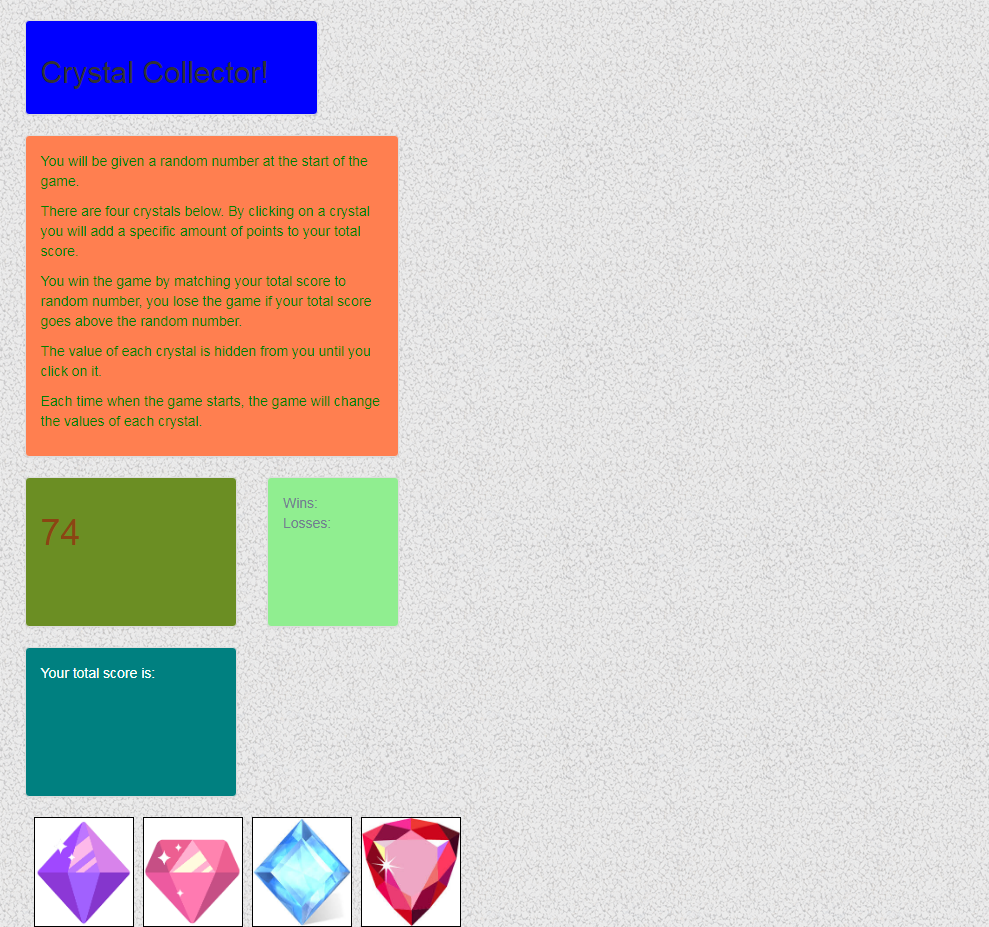 Crystal Collector!
You will be given a random number at the start of the
game.
There are four crystals below. By clicking on a crystal
you will add a specific amount of points to your total
score.
You win the game by matching your total score to
random number, you lose the game if your total score
goes above the random number.
The value of each crystal is hidden from you until you
click on it.
Each time when the game starts, the game will change
the values of each crystal.
74
Wins:
Losses:
Your total score is: